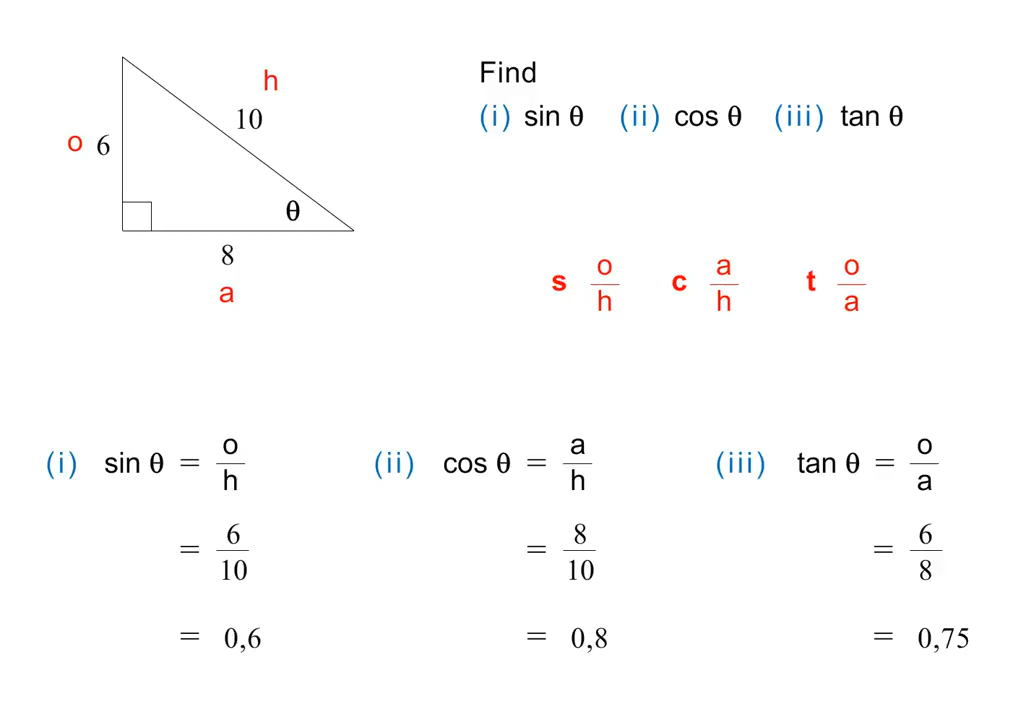 h
10
o 6
θ
8
a
Find
(i) sin θ (ii) cos θ (iii) tan θ
s o/h c a/h t o/a
(i) sin θ = o/h (ii) cos θ = a/h (iii) tan θ = o/a
= 6/10 = 8/10 = 6/8
= 0,6 = 0,8 = 0,75